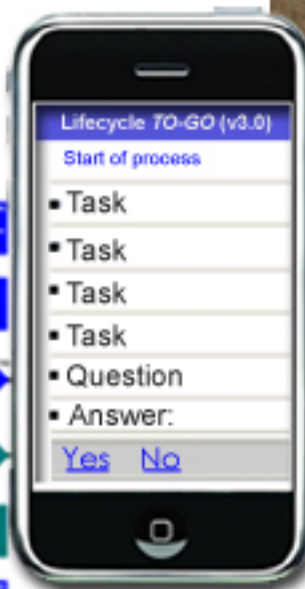 Lifecycle TO-GO (v3.0)
Start of process
▪ Task
▪ Task
▪ Task
▪ Task
▪ Question
▪ Answer:
Yes No